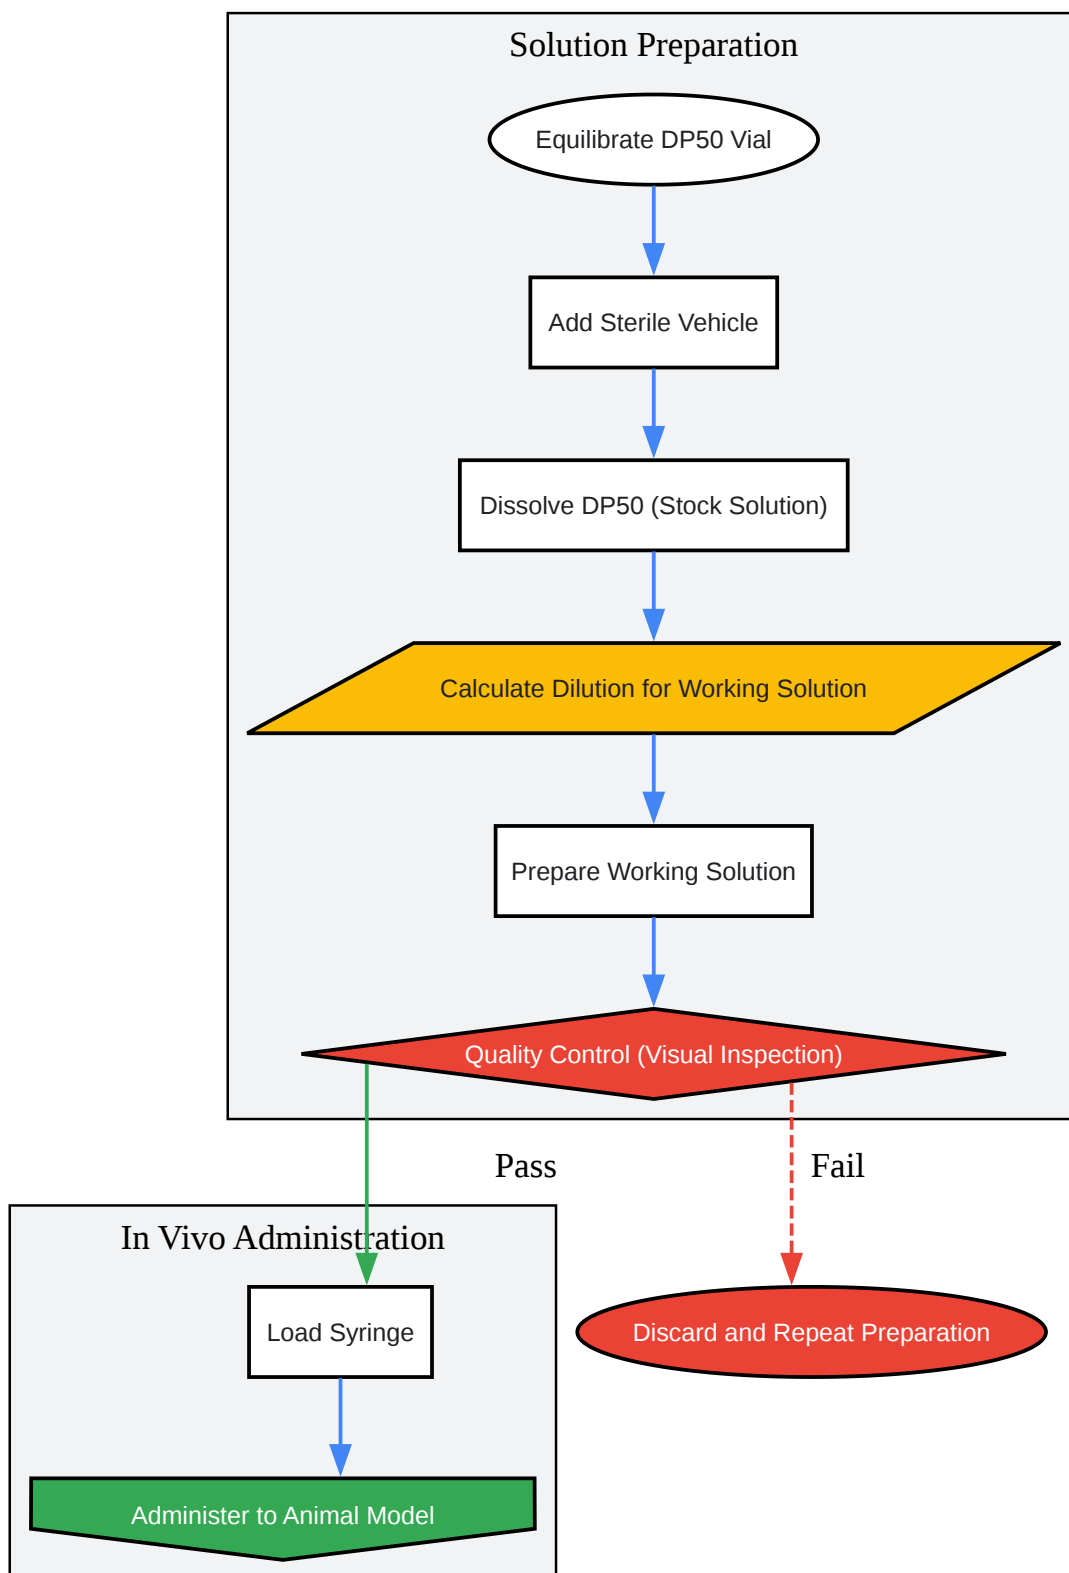 Solution Preparation
Equilibrate DP50 Vial
Add Sterile Vehicle
Dissolve DP50 (Stock Solution)
Calculate Dilution for Working Solution
Prepare Working Solution
Quality Control (Visual Inspection)
Pass
Fail
In Vivo Administration
Load Syringe
Discard and Repeat Preparation
Administer to Animal Model